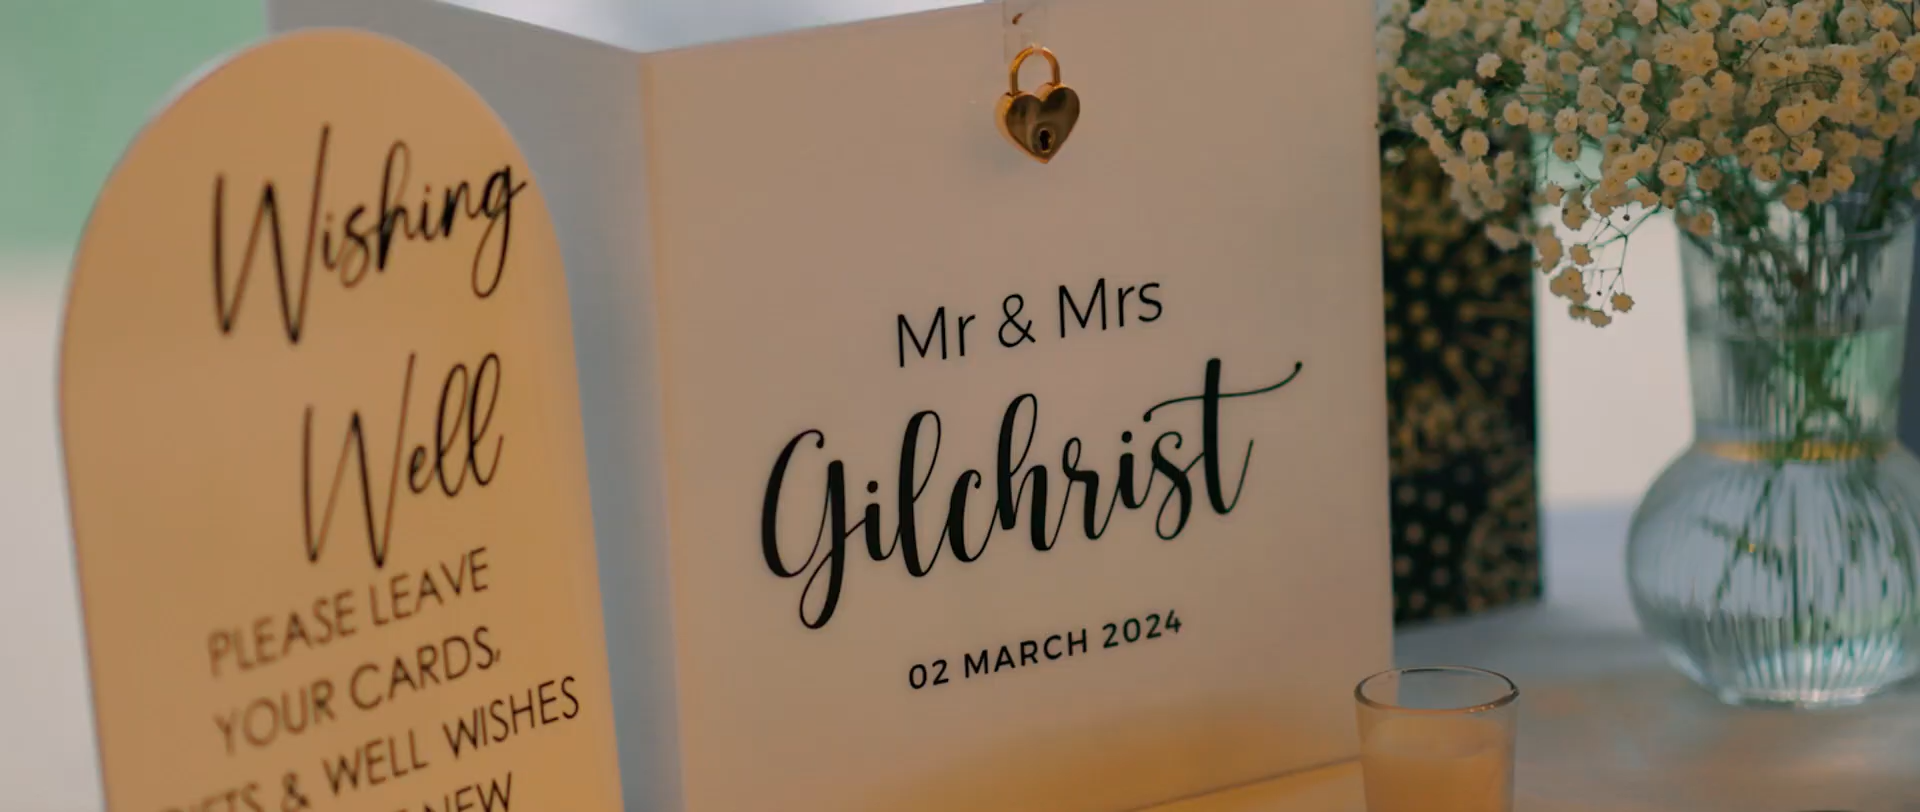 Wishing
Well
PLEASE LEAVE
YOUR CARDS,
& WELL WISHES
Mr & Mrs
Gilchrist
02 MARCH 2024